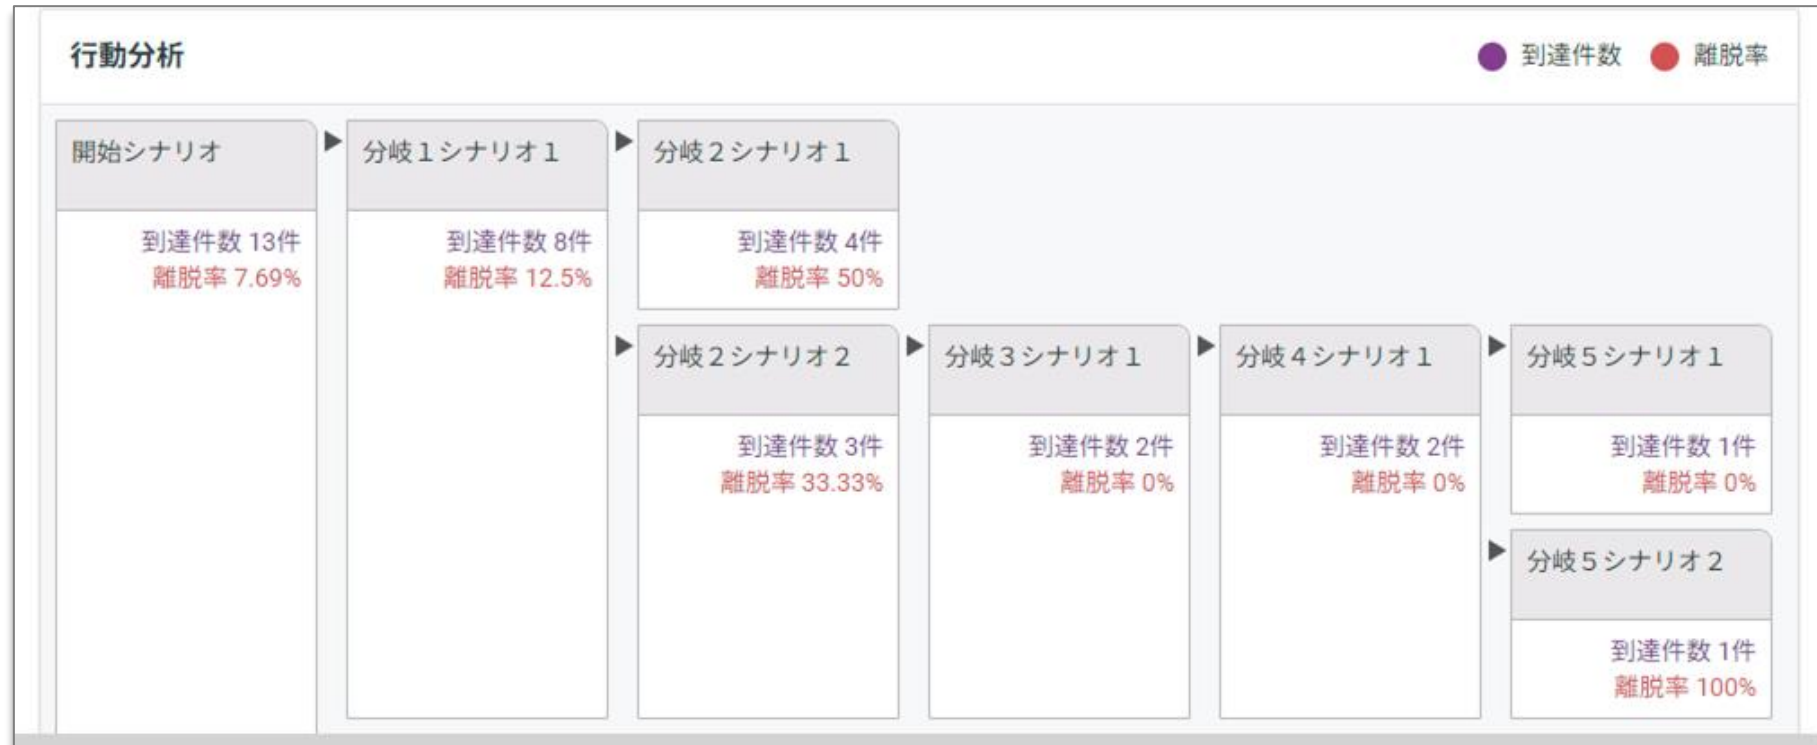 行動分析
到達件数
離脱率
開始シナリオ
到達件数 13件
離脱率 7.69%
分岐１シナリオ１
到達件数 8件
離脱率 12.5%
分岐２シナリオ１
到達件数 4件
離脱率 50%
分岐２シナリオ２
到達件数 3件
離脱率 33.33%
分岐３シナリオ１
到達件数 2件
離脱率 0%
分岐４シナリオ１
到達件数 2件
離脱率 0%
分岐５シナリオ１
到達件数 1件
離脱率 0%
分岐５シナリオ２
到達件数 1件
離脱率 100%